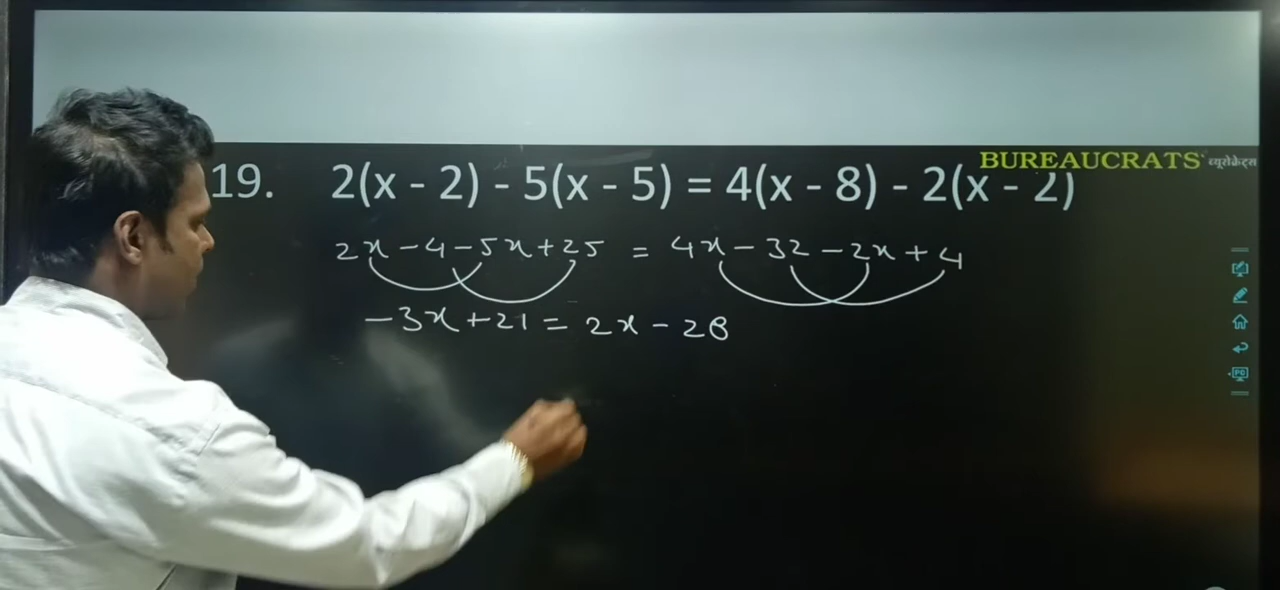 BUREAUCRATS ब्यूरोक्रेट्स
19. 2(x - 2) - 5(x - 5) = 4(x - 8) - 2(x - 2)
2x - 4 - 5x + 25 = 4x - 32 - 2x + 4
- 3x + 21 = 2x - 28
PC